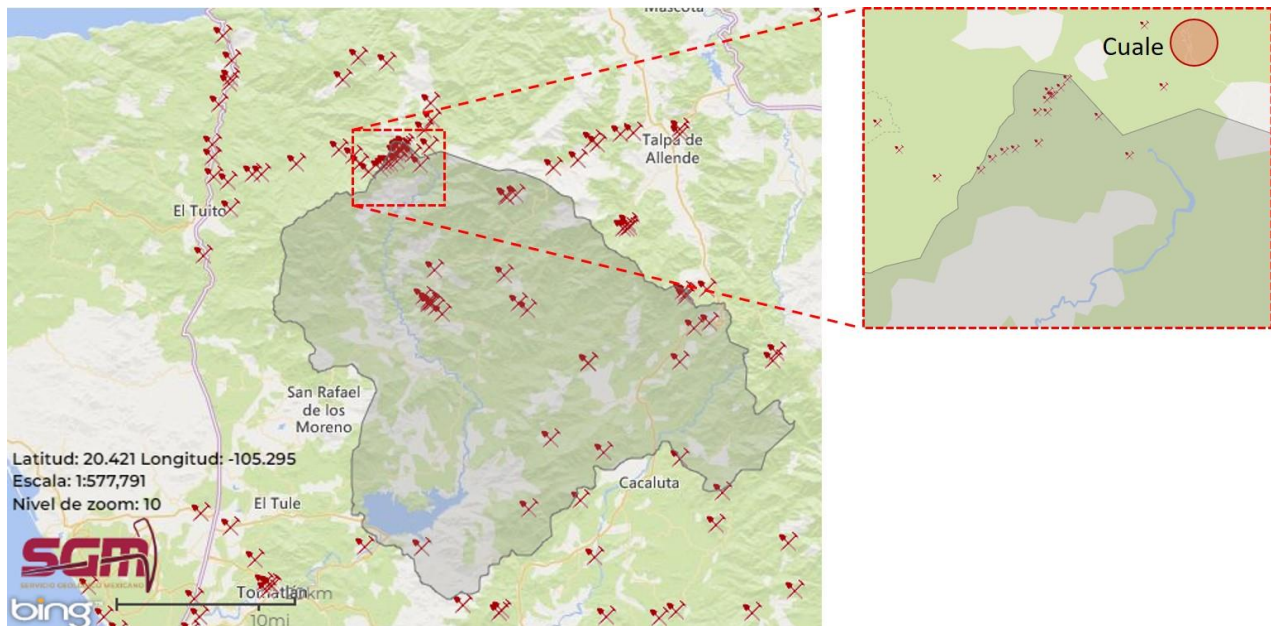 Mascota
Cuale
Talpa de
Allende
El Tuito
San Rafael
de los
Moreno
Latitud: 20.421 Longitud: -105.295
Escala: 1:577,791
Nivel de zoom: 10
Cacaluta
El Tule
SGM
SERVICIO GEOLÓGICO MEXICANO
Tomatlán
20km
10mi
bing